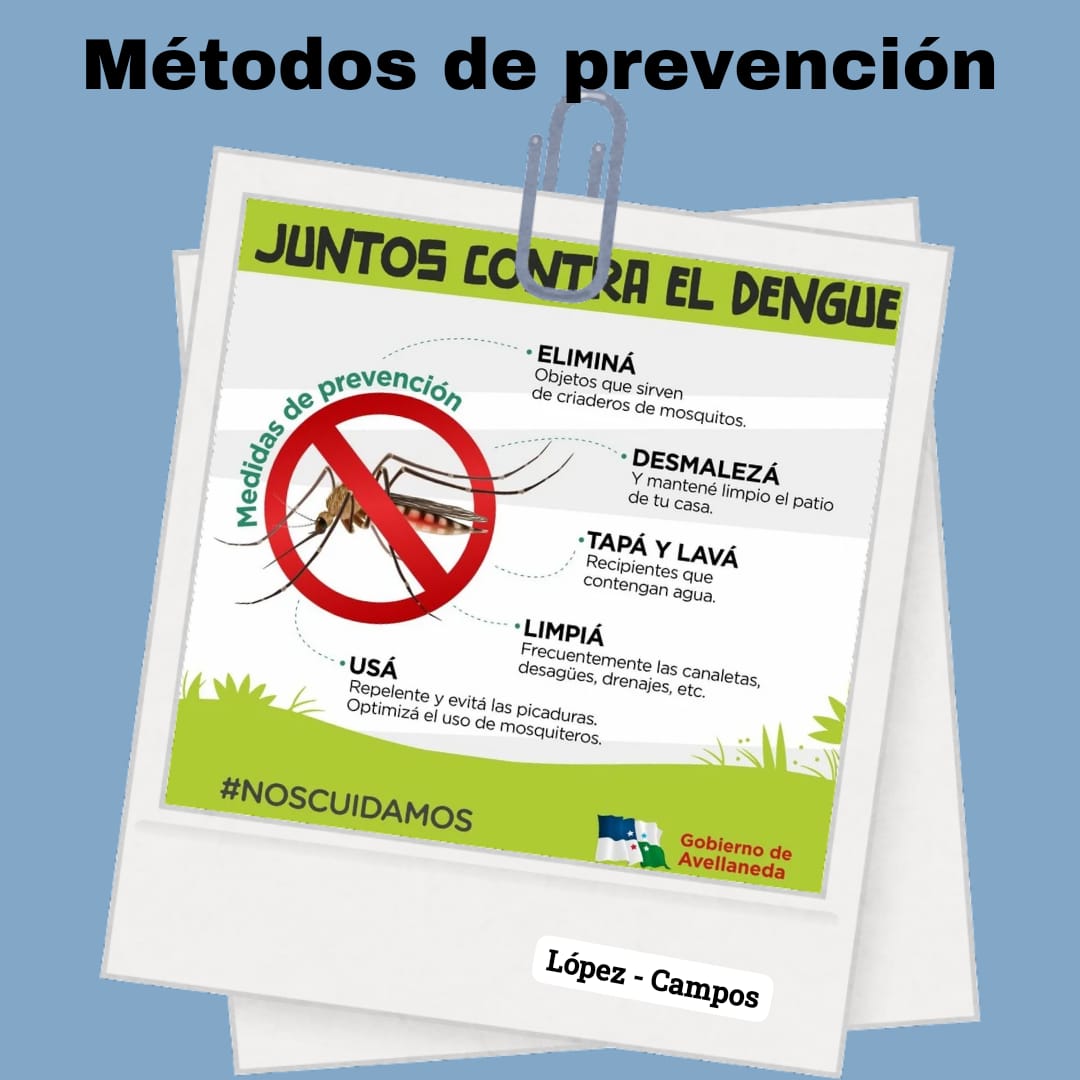 Métodos de prevención
JUNTOS CONTRA EL DENGUE
Medidas de prevención
• ELIMINÁ
Objetos que sirven
de criaderos de mosquitos.
• DESMALEZÁ
Y mantené limpio el patio
de tu casa.
• TAPÁ Y LAVÁ
Recipientes que
contengan agua.
• LIMPIÁ
Frecuentemente las canaletas,
desagües, drenajes, etc.
• USÁ
Repelente y evitá las picaduras.
Optimizá el uso de mosquiteros.
#NOSCUIDAMOS
Gobierno de
Avellaneda
López - Campos